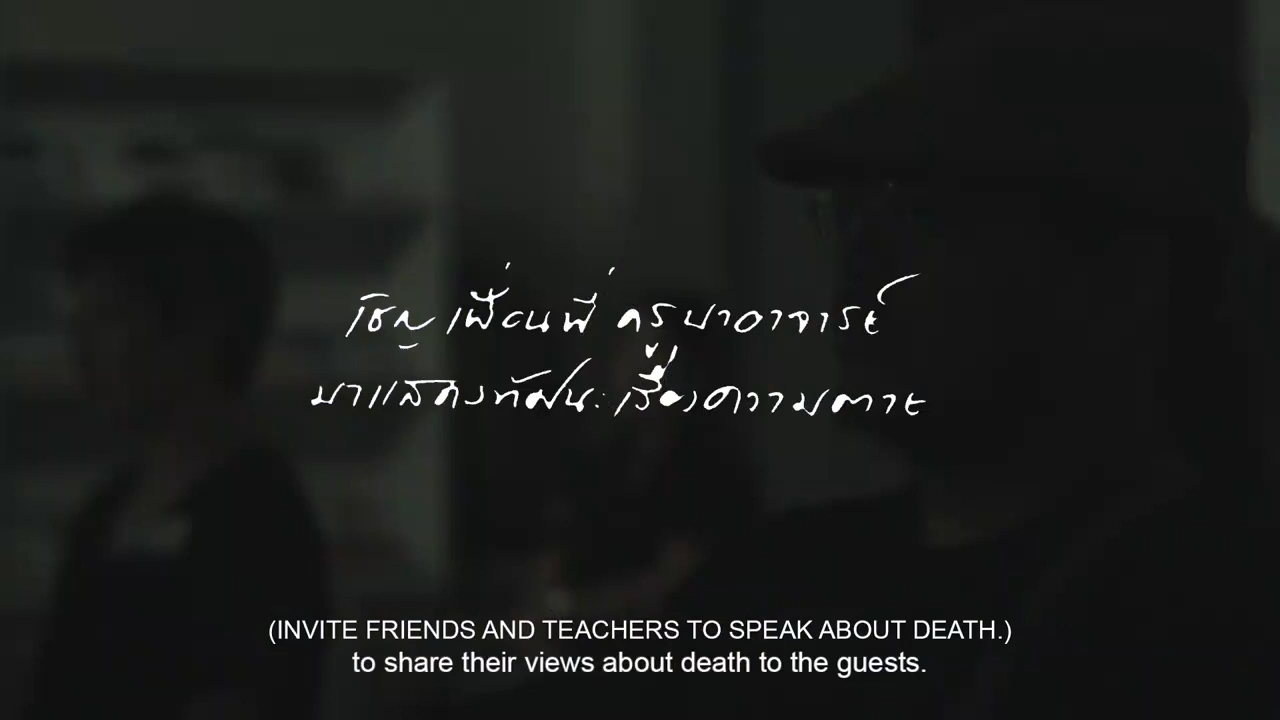 เชิญเพื่อนพี่ ครูบาอาจารย์
มาแสดงทัศนะเรื่องความตาย
(INVITE FRIENDS AND TEACHERS TO SPEAK ABOUT DEATH.)
to share their views about death to the guests.